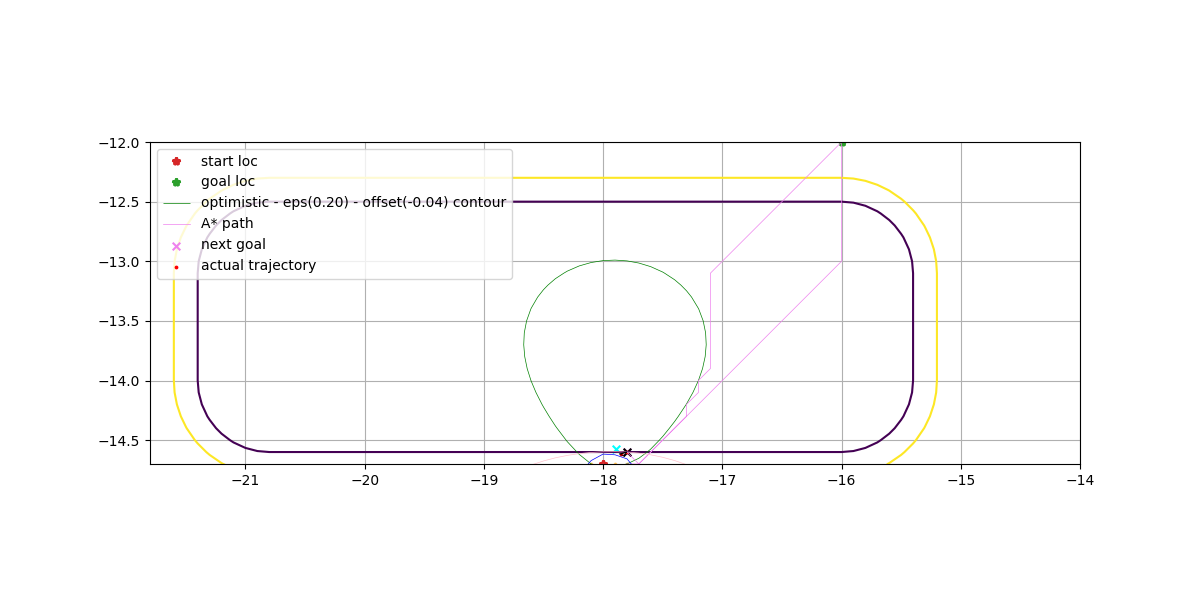 −12.0
−12.5
−13.0
−13.5
−14.0
−14.5
start loc
goal loc
optimistic - eps(0.20) - offset(-0.04) contour
A* path
next goal
actual trajectory
−21
−20
−19
−18
−17
−16
−15
−14